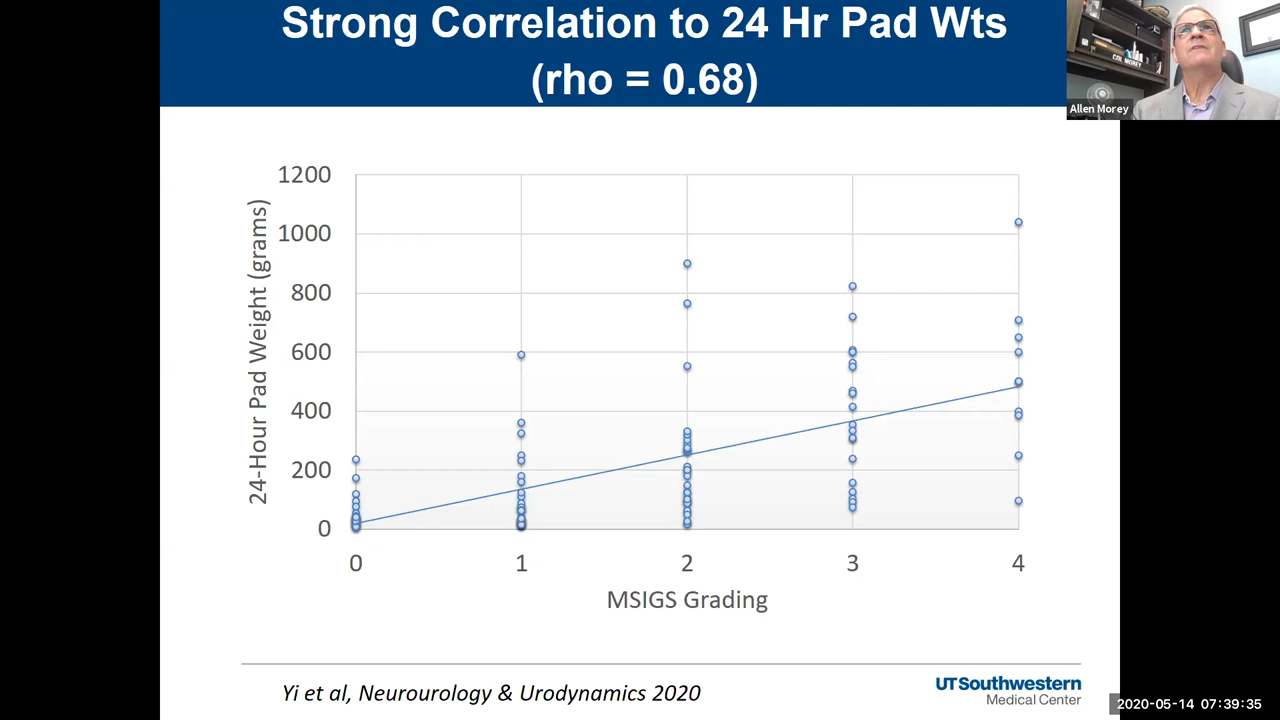 Strong Correlation to 24 Hr Pad Wts
(rho = 0.68)
COL MOREY
Allen Morey
1200
1000
800
600
400
200
0
24-Hour Pad Weight (grams)
0 1 2 3 4
MSIGS Grading
Yi et al, Neurourology & Urodynamics 2020
UTSouthwestern
Medical Center
2020-05-14 07:39:35